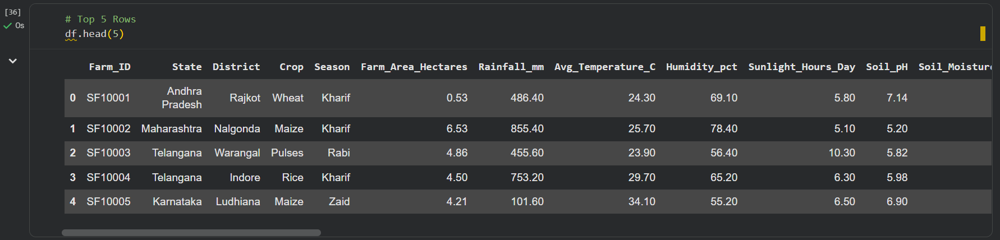 [36]
0s
# Top 5 Rows
df.head(5)
Farm_ID State District Crop Season Farm_Area_Hectares Rainfall_mm Avg_Temperature_C Humidity_pct Sunlight_Hours_Day Soil_pH Soil_Moistur
0 SF10001 Andhra Pradesh Rajkot Wheat Kharif 0.53 486.40 24.30 69.10 5.80 7.14
1 SF10002 Maharashtra Nalgonda Maize Kharif 6.53 855.40 25.70 78.40 5.10 5.20
2 SF10003 Telangana Warangal Pulses Rabi 4.86 455.60 23.90 56.40 10.30 5.82
3 SF10004 Telangana Indore Rice Kharif 4.50 753.20 29.70 65.20 6.30 5.98
4 SF10005 Karnataka Ludhiana Maize Zaid 4.21 101.60 34.10 55.20 6.50 6.90